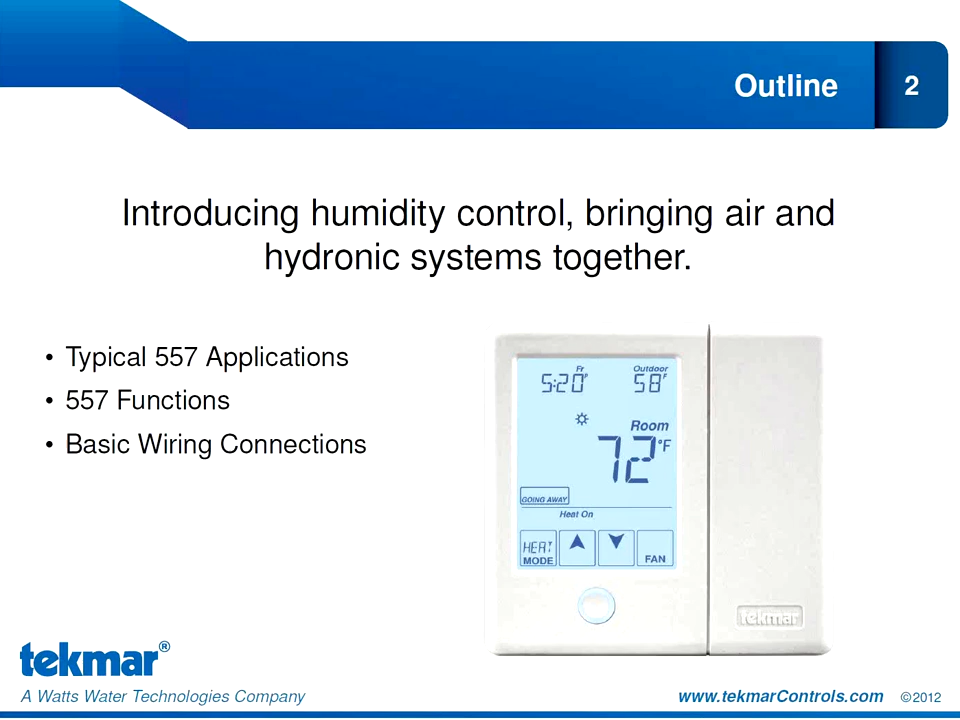 Outline
2
Introducing humidity control, bringing air and
hydronic systems together.
• Typical 557 Applications
• 557 Functions
• Basic Wiring Connections
Fr
Outdoor
5:20 P
58°F
Room
72°F
GOING AWAY
Heat On
HEAT
MODE
FAN
tekmar
tekmar®
A Watts Water Technologies Company
www.tekmarControls.com ©2012